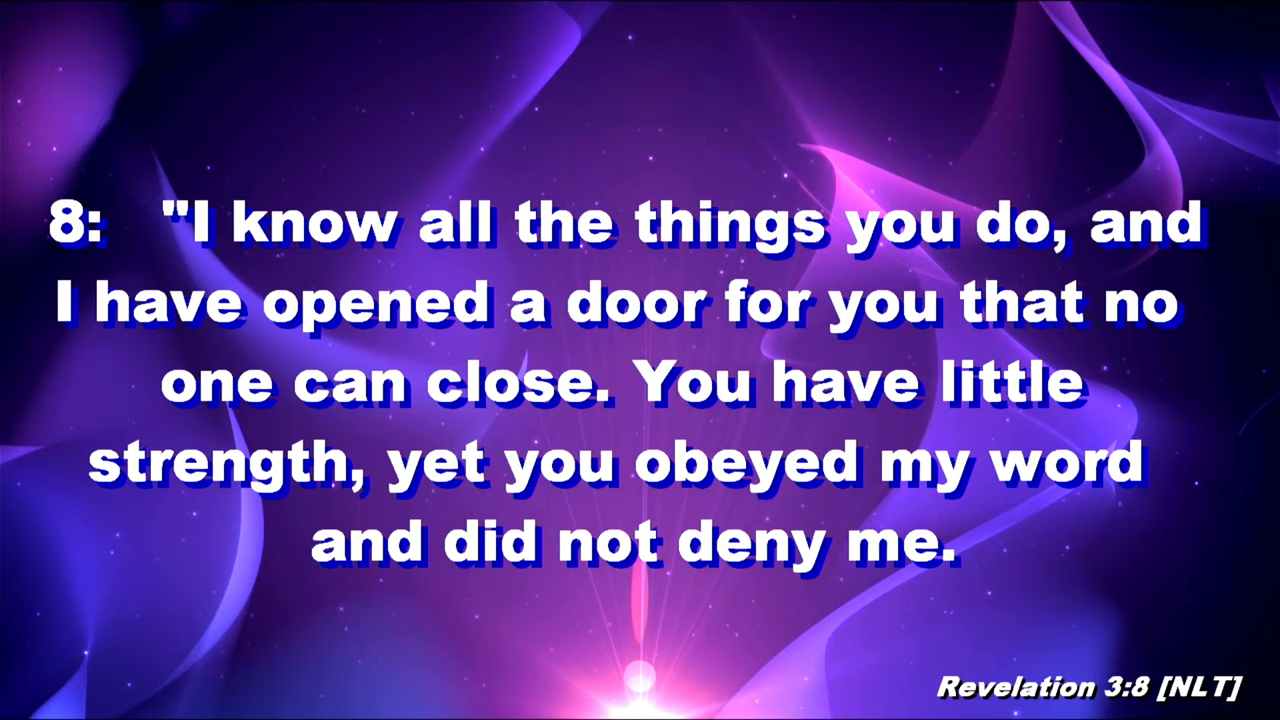 8: "I know all the things you do, and
I have opened a door for you that no
one can close. You have little
strength, yet you obeyed my word
and did not deny me.
Revelation 3:8 [NLT]